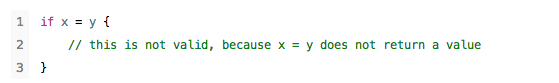 1 if x = y {
2     // this is not valid, because x = y does not return a value
3 }